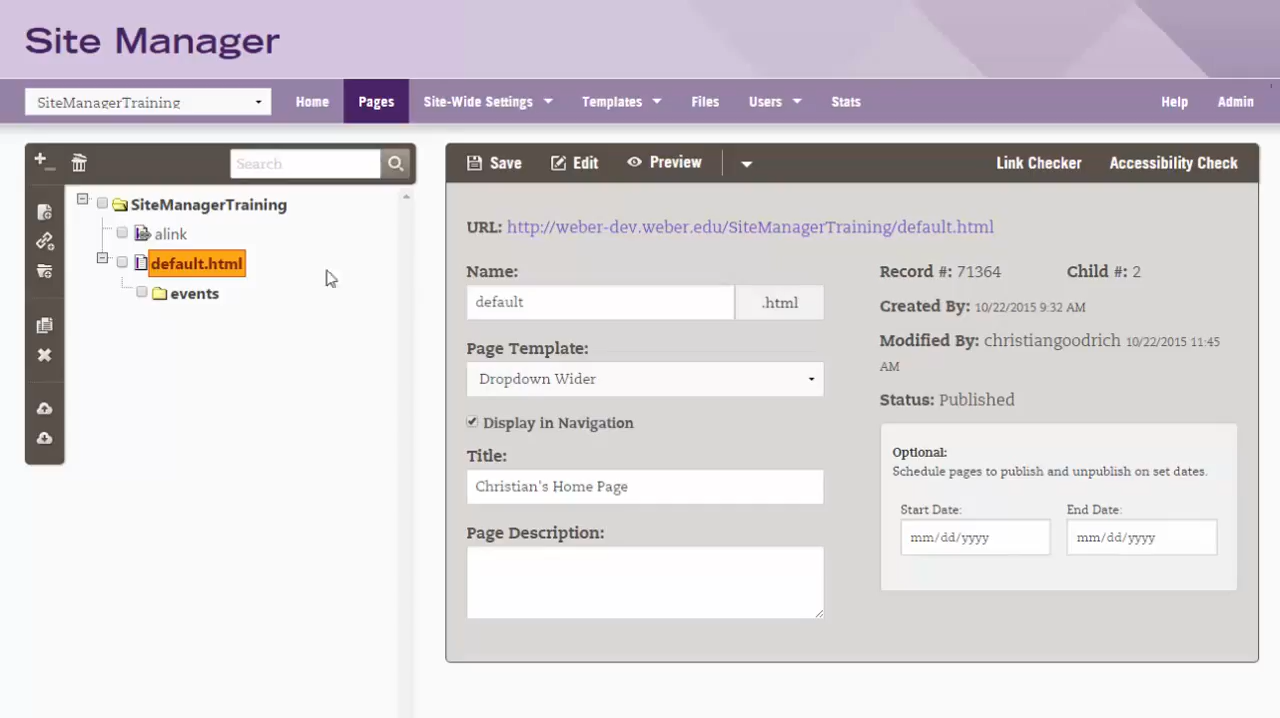 Site Manager
SiteManagerTraining Home Pages Site-Wide Settings Templates Files Users Stats Help Admin
Search
SiteManagerTraining
alink
default.html
events
Save Edit Preview Link Checker Accessibility Check
URL: http://weber-dev.weber.edu/SiteManagerTraining/default.html
Name:
default .html
Page Template:
Dropdown Wider
Display in Navigation
Title:
Christian's Home Page
Page Description:
Record #: 71364 Child #: 2
Created By: 10/22/2015 9:32 AM
Modified By: christiangoodrich 10/22/2015 11:45
AM
Status: Published
Optional:
Schedule pages to publish and unpublish on set dates.
Start Date: End Date:
mm/dd/yyyy mm/dd/yyyy